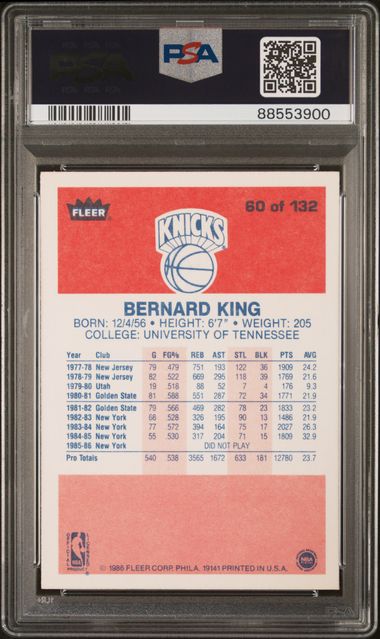 PSA
88553900
FLEER
KNICKS
60 of 132
BERNARD KING
BORN: 12/4/56 • HEIGHT: 6'7" • WEIGHT: 205
COLLEGE: UNIVERSITY OF TENNESSEE
Year Club G FG% REB AST STL BLK PTS AVG
1977-78 New Jersey 79 .479 751 193 122 36 1909 24.2
1978-79 New Jersey 82 .522 669 295 118 39 1769 21.6
1979-80 Utah 19 .518 88 52 7 4 176 9.3
1980-81 Golden State 81 .588 551 287 72 34 1771 21.9
1981-82 Golden State 79 .566 469 282 78 23 1833 23.2
1982-83 New York 68 .528 326 195 90 13 1486 21.9
1983-84 New York 77 .572 394 164 75 17 2027 26.3
1984-85 New York 55 .530 317 204 71 15 1809 32.9
1985-86 New York DID NOT PLAY
Pro Totals 540 .538 3565 1672 633 181 12780 23.7
OFFICIAL LICENSED PRODUCT
NBA
© 1986 FLEER CORP. PHILA. 19141 PRINTED IN U.S.A.